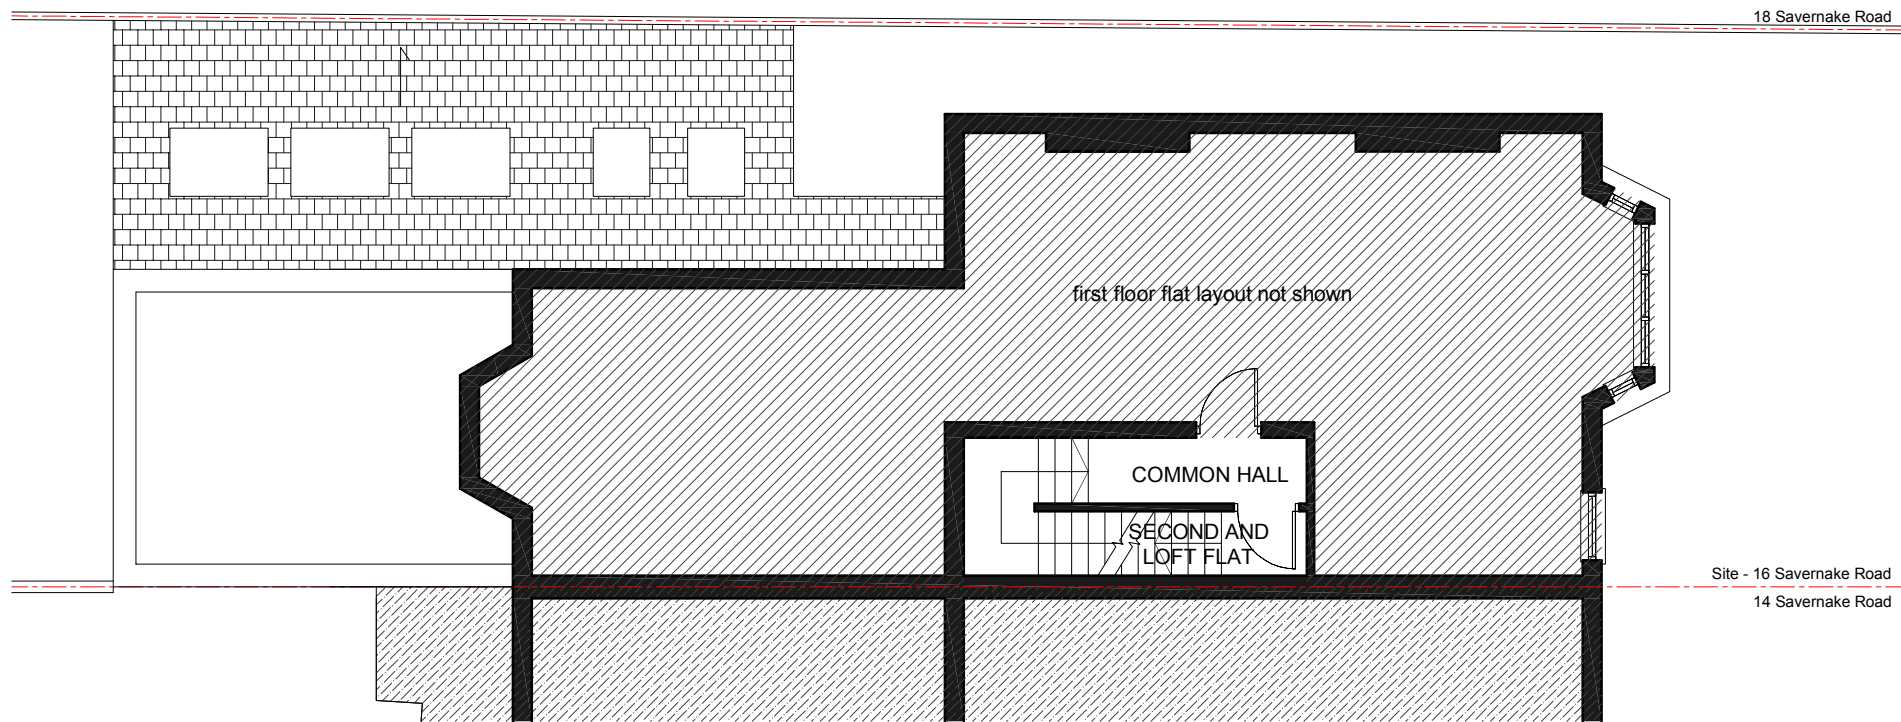 18 Savernake Road
first floor flat layout not shown
COMMON HALL
SECOND AND
LOFT FLAT
Site - 16 Savernake Road
14 Savernake Road